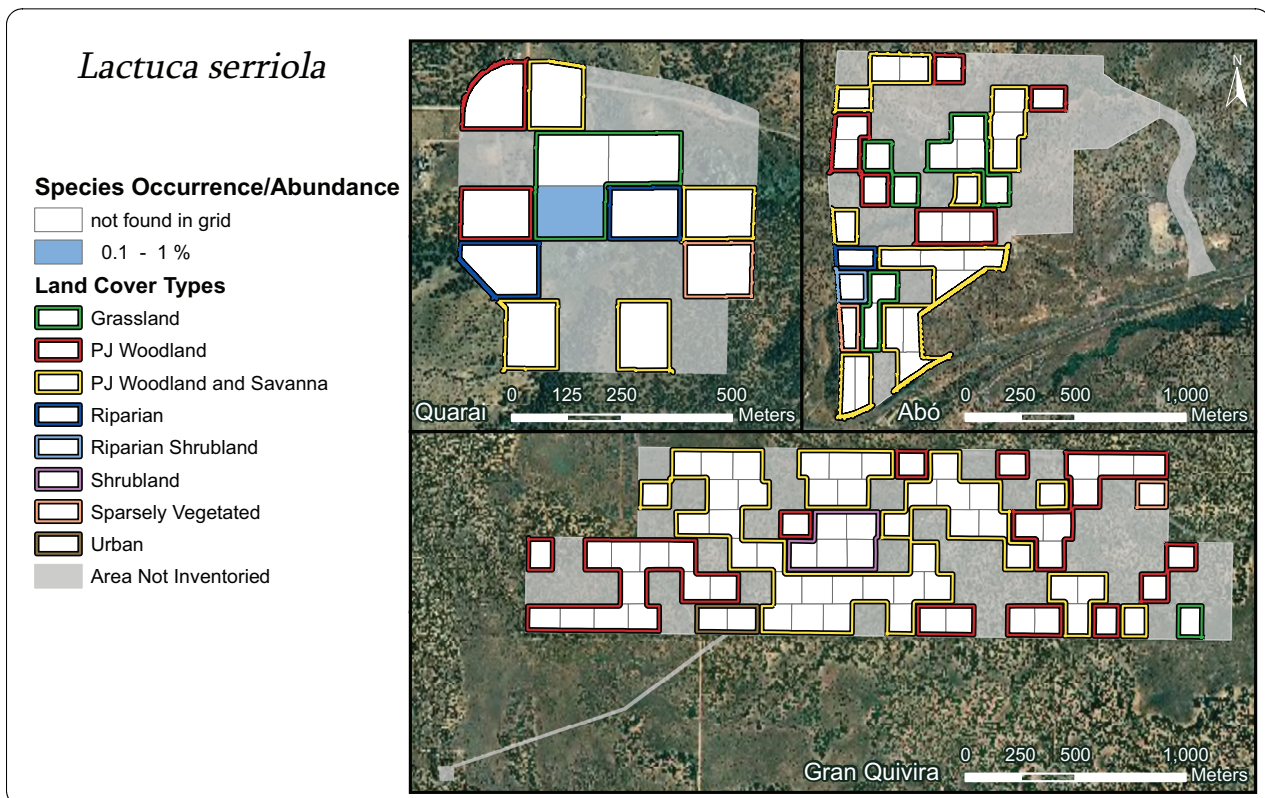 Lactuca serriola
Species Occurrence/Abundance
not found in grid
0.1 - 1 %
Land Cover Types
Grassland
PJ Woodland
PJ Woodland and Savanna
Riparian
Riparian Shrubland
Shrubland
Sparsely Vegetated
Urban
Area Not Inventoried
0 125 250 500
Quarai Meters
N
0 250 500 1,000
Abó Meters
0 250 500 1,000
Gran Quivira Meters